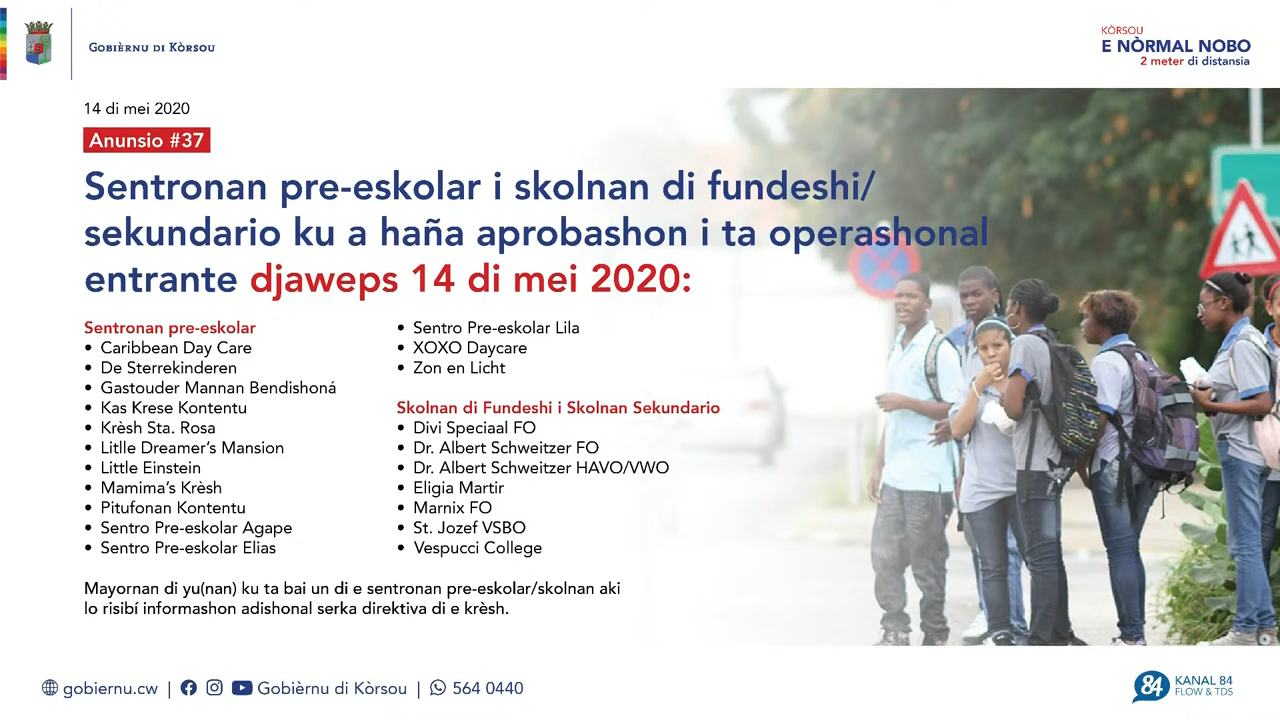 GOBIÈRNU DI KÒRSOU
KÒRSOU
E NÒRMAL NOBO
2 meter di distansia
14 di mei 2020
Anunsio #37
Sentronan pre-eskolar i skolnan di fundeshi/
sekundario ku a haña aprobashon i ta operashonal
entrante djaweps 14 di mei 2020:
Sentronan pre-eskolar
• Caribbean Day Care
• De Sterrekinderen
• Gastouder Mannan Bendishoná
• Kas Krese Kontentu
• Krèsh Sta. Rosa
• Litlle Dreamer's Mansion
• Little Einstein
• Mamima's Krèsh
• Pitufonan Kontentu
• Sentro Pre-eskolar Agape
• Sentro Pre-eskolar Elias
• Sentro Pre-eskolar Lila
• XOXO Daycare
• Zon en Licht
Skolnan di Fundeshi i Skolnan Sekundario
• Divi Speciaal FO
• Dr. Albert Schweitzer FO
• Dr. Albert Schweitzer HAVO/VWO
• Eligia Martir
• Marnix FO
• St. Jozef VSBO
• Vespucci College
Mayornan di yu(nan) ku ta bai un di e sentronan pre-eskolar/skolnan aki
lo risibí informashon adishonal serka direktiva di e krèsh.
gobiernu.cw | Gobièrnu di Kòrsou | 564 0440
84 KANAL 84
FLOW & TDS